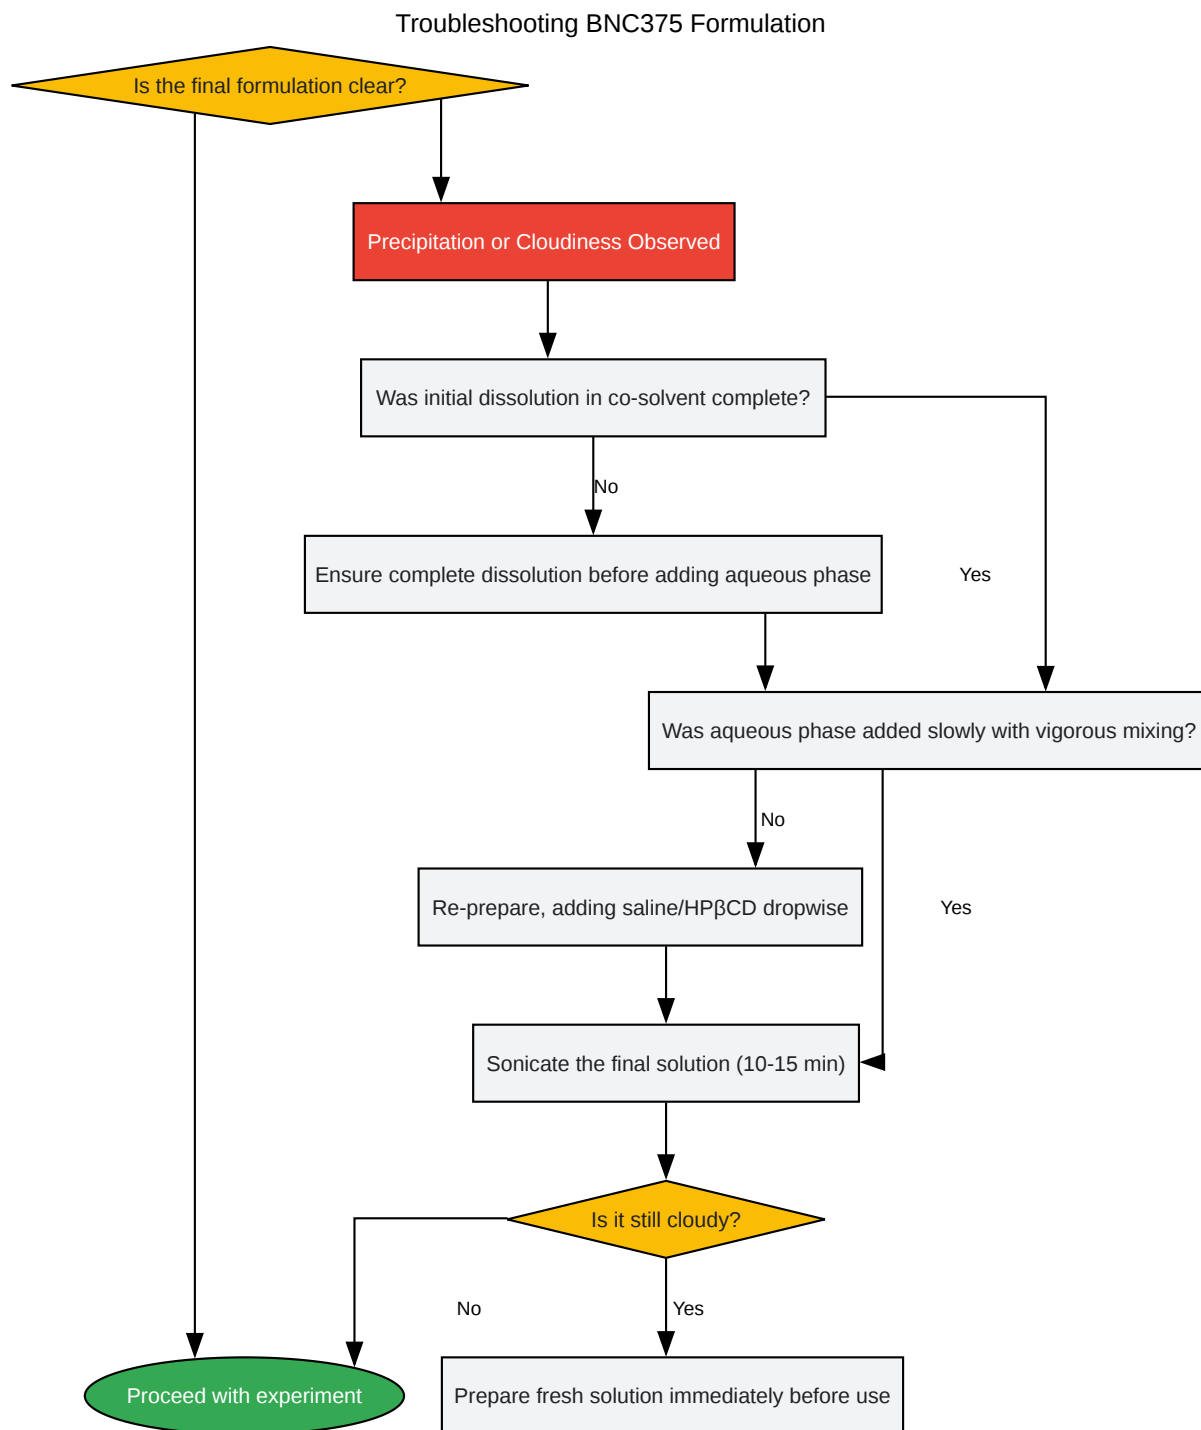 Troubleshooting BNC375 Formulation
Is the final formulation clear?
Precipitation or Cloudiness Observed
Was initial dissolution in co-solvent complete?
No
Ensure complete dissolution before adding aqueous phase
Yes
Was aqueous phase added slowly with vigorous mixing?
No
Re-prepare, adding saline/HPβCD dropwise
Yes
Sonicate the final solution (10-15 min)
Is it still cloudy?
No
Yes
Proceed with experiment
Prepare fresh solution immediately before use